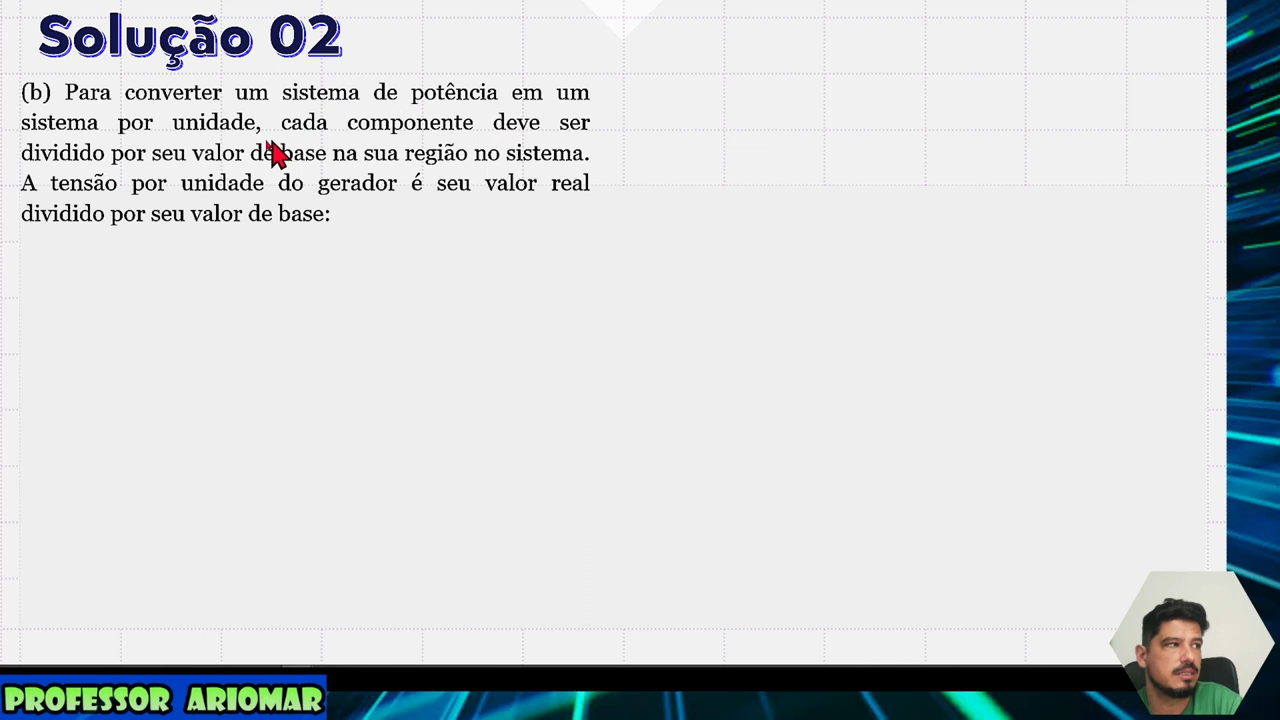 Solução 02
(b) Para converter um sistema de potência em um
sistema por unidade, cada componente deve ser
dividido por seu valor de base na sua região no sistema.
A tensão por unidade do gerador é seu valor real
dividido por seu valor de base:
PROFESSOR ARIOMAR